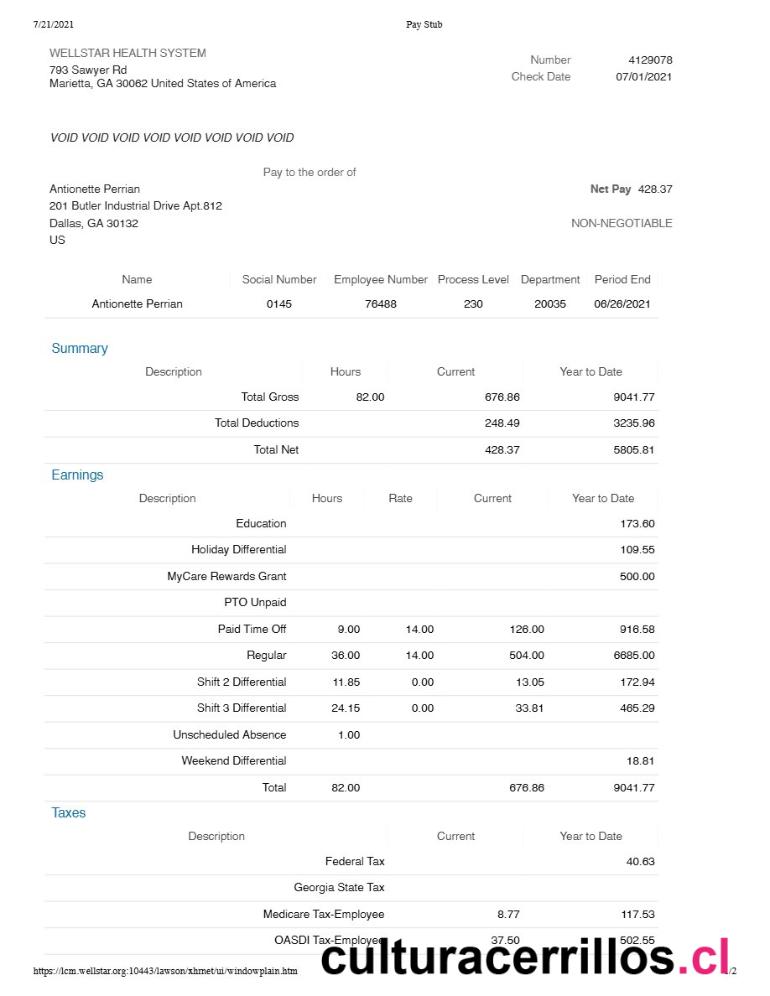 7/21/2021 Pay Stub
WELLSTAR HEALTH SYSTEM
793 Sawyer Rd
Marietta, GA 30062 United States of America
Number 4129078
Check Date 07/01/2021
VOID VOID VOID VOID VOID VOID VOID VOID
Pay to the order of
Antionette Perrian
201 Butler Industrial Drive Apt.812
Dallas, GA 30132
US
Net Pay 428.37
NON-NEGOTIABLE
Name Social Number Employee Number Process Level Department Period End
Antionette Perrian 0145 76488 230 20035 06/26/2021
Summary
Description Hours Current Year to Date
Total Gross 82.00 676.86 9041.77
Total Deductions 248.49 3235.96
Total Net 428.37 5805.81
Earnings
Description Hours Rate Current Year to Date
Education 173.60
Holiday Differential 109.55
MyCare Rewards Grant 500.00
PTO Unpaid
Paid Time Off 9.00 14.00 126.00 916.58
Regular 36.00 14.00 504.00 6685.00
Shift 2 Differential 11.85 0.00 13.05 172.94
Shift 3 Differential 24.15 0.00 33.81 465.29
Unscheduled Absence 1.00
Weekend Differential 18.81
Total 82.00 676.86 9041.77
Taxes
Description Current Year to Date
Federal Tax 40.63
Georgia State Tax
Medicare Tax-Employee 8.77 117.53
OASDI Tax-Employee 37.50 502.55
https://lcm.wellstar.org:10443/lawson/xhrnet/ui/windowplain.htm
culturacerrillos.cl
/2